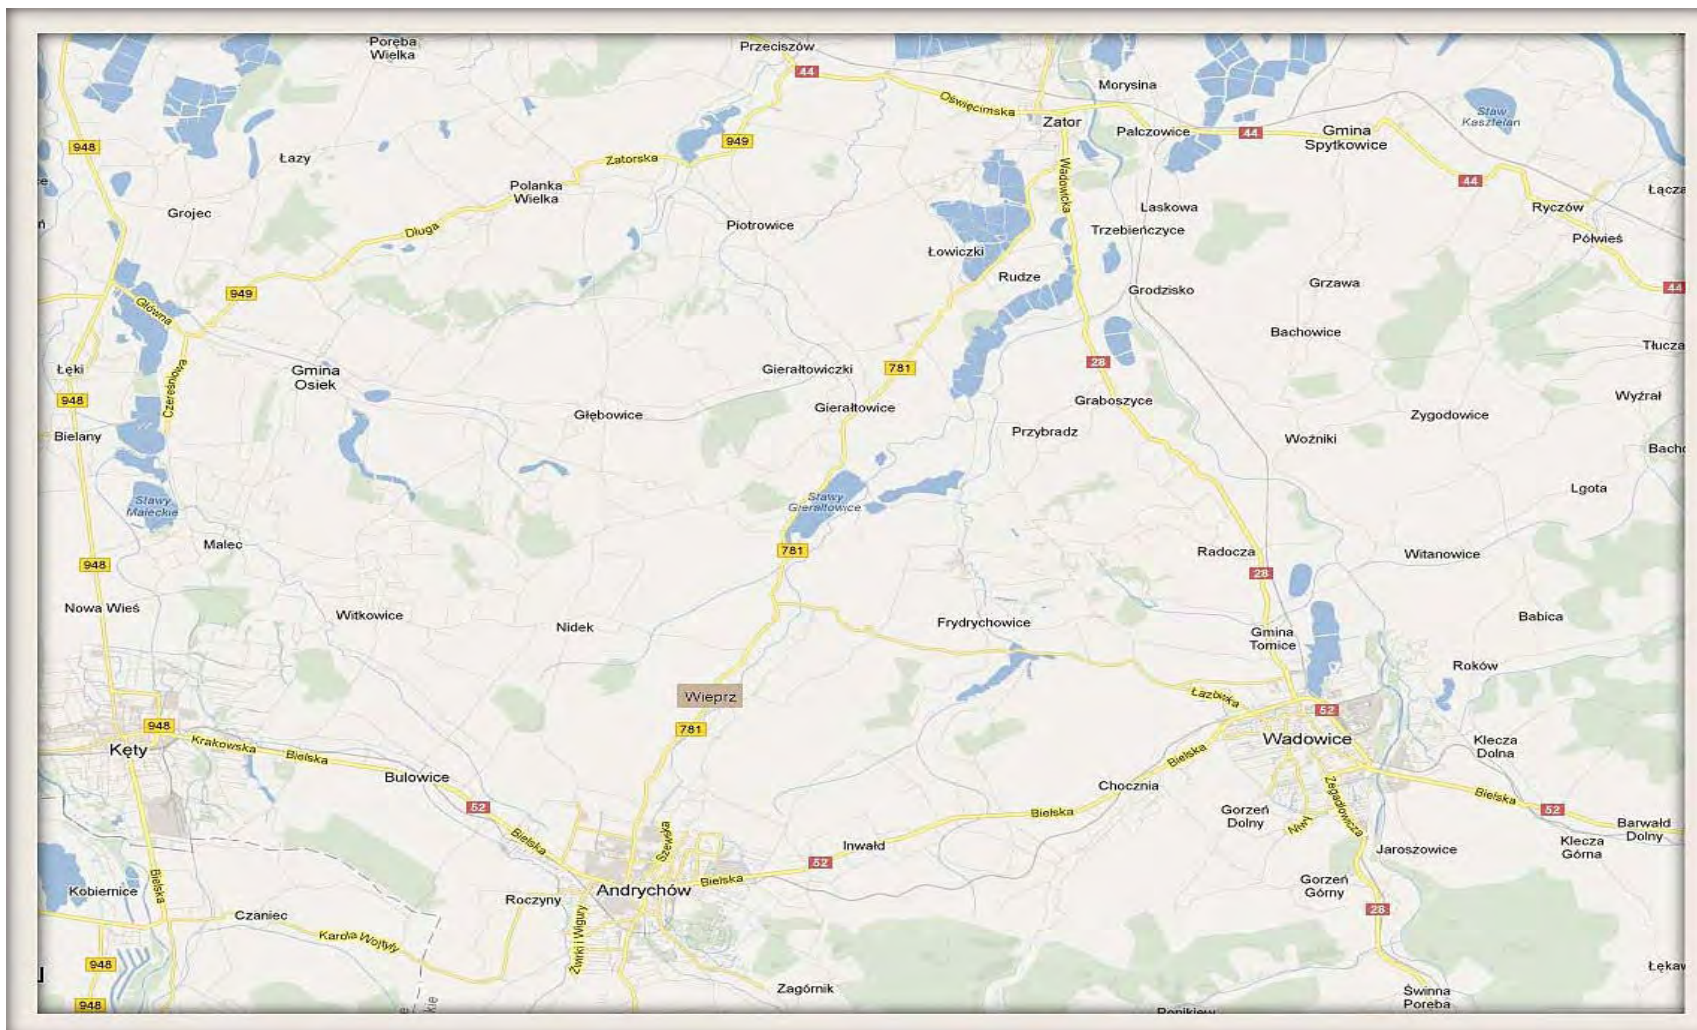 Poręba
Wielka
Przeciszów
44
Morysina
Oświęcimska
Staw
Kasztelan
948
949
Zator
Palczowice
44
Gmina
Spytkowice
Łazy
Zatorska
Polanka
Wielka
Wadowicka
44
Łącza
Grojec
Długa
Piotrowice
Laskowa
Trzebieńczyce
Ryczów
Półwieś
Łowiczki
Rudze
Grodzisko
Grzawa
44
949
Główna
Bachowice
Tłucza
Łęki
Gmina
Osiek
Czereśniowa
Gierałtowiczki
781
28
948
Głębowice
Gierałtowice
Graboszyce
Zygodowice
Wyźrał
Bielany
Przybradz
Woźniki
Bacho
Stawy
Maleckie
Stawy
Gierałtowice
Lgota
Malec
781
Radocza
Witanowice
948
28
Nowa Wieś
Witkowice
Nidek
Frydrychowice
Gmina
Tomice
Babica
Roków
Wieprz
Łazówka
781
52
948
Kęty
Krakowska
Bielska
Bielska
Wadowice
Klecza
Dolna
Bulowice
Chocznia
Żegadłowicza
Bielska
52
52
Bielska
Bielska
Gorzeń
Dolny
Niwy
Barwałd
Dolny
Szewska
Inwałd
Jaroszowice
Klecza
Górna
52
Kobiernice
Bielska
Andrychów
Bielska
Gorzeń
Górny
Roczyny
28
Czaniec
Żwirki i Wigury
Karola Wojtyły
948
Łękaw
Zagórnik
Świnna
Poręba
948
Ponikiew